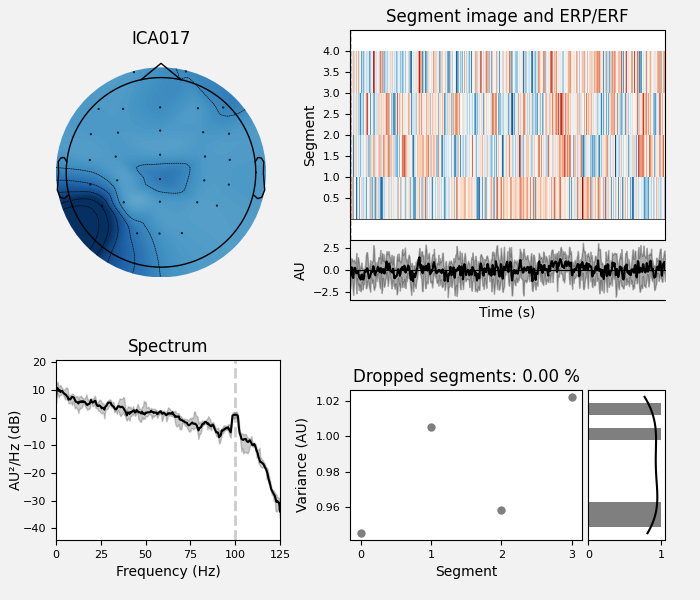 ICA017
Segment image and ERP/ERF
Segment
4.0
3.5
3.0
2.5
2.0
1.5
1.0
0.5
AU
2.5
0.0
−2.5
Time (s)
Spectrum
AU²/Hz (dB)
20
10
0
−10
−20
−30
−40
0 25 50 75 100 125
Frequency (Hz)
Dropped segments: 0.00 %
Variance (AU)
1.02
1.00
0.98
0.96
0 1 2 3
Segment
0 1